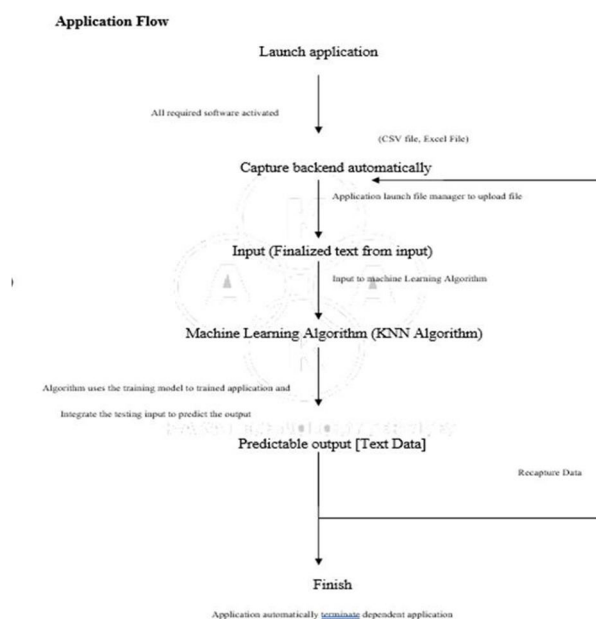 Application Flow
Launch application
All required software activated
(CSV file, Excel File)
Capture backend automatically
Application launch file manager to upload file
Input (Finalized text from input)
Input to machine Learning Algorithm
Machine Learning Algorithm (KNN Algorithm)
Algorithm uses the training model to trained application and
Integrate the testing input to predict the output
Predictable output [Text Data]
Recapture Data
Finish
Application automatically terminate dependent application